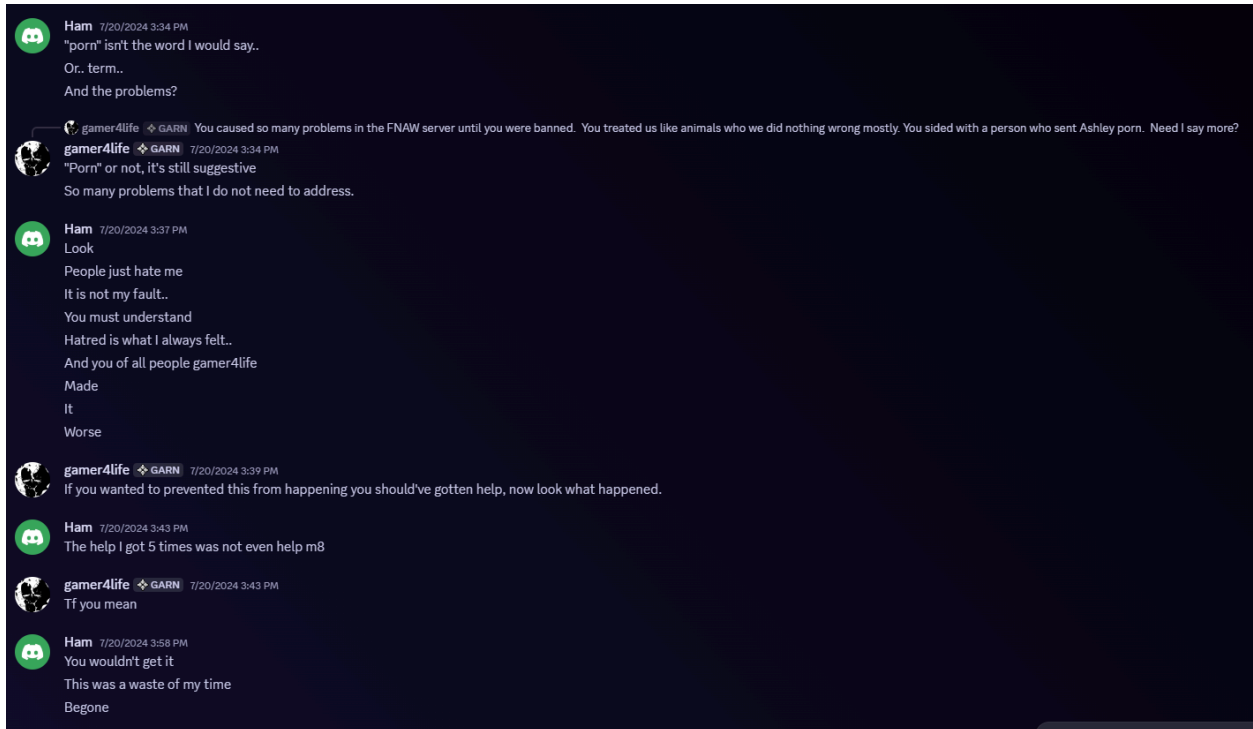 Ham 7/20/2024 3:34 PM
"porn" isn't the word I would say..
Or.. term..
And the problems?
gamer4life GARN You caused so many problems in the FNAW server until you were banned. You treated us like animals who we did nothing wrong mostly. You sided with a person who sent Ashley porn. Need I say more?
gamer4life GARN 7/20/2024 3:34 PM
"Porn" or not, it's still suggestive
So many problems that I do not need to address.
Ham 7/20/2024 3:37 PM
Look
People just hate me
It is not my fault..
You must understand
Hatred is what I always felt..
And you of all people gamer4life
Made
It
Worse
gamer4life GARN 7/20/2024 3:39 PM
If you wanted to prevented this from happening you should've gotten help, now look what happened.
Ham 7/20/2024 3:43 PM
The help I got 5 times was not even help m8
gamer4life GARN 7/20/2024 3:43 PM
Tf you mean
Ham 7/20/2024 3:58 PM
You wouldn't get it
This was a waste of my time
Begone